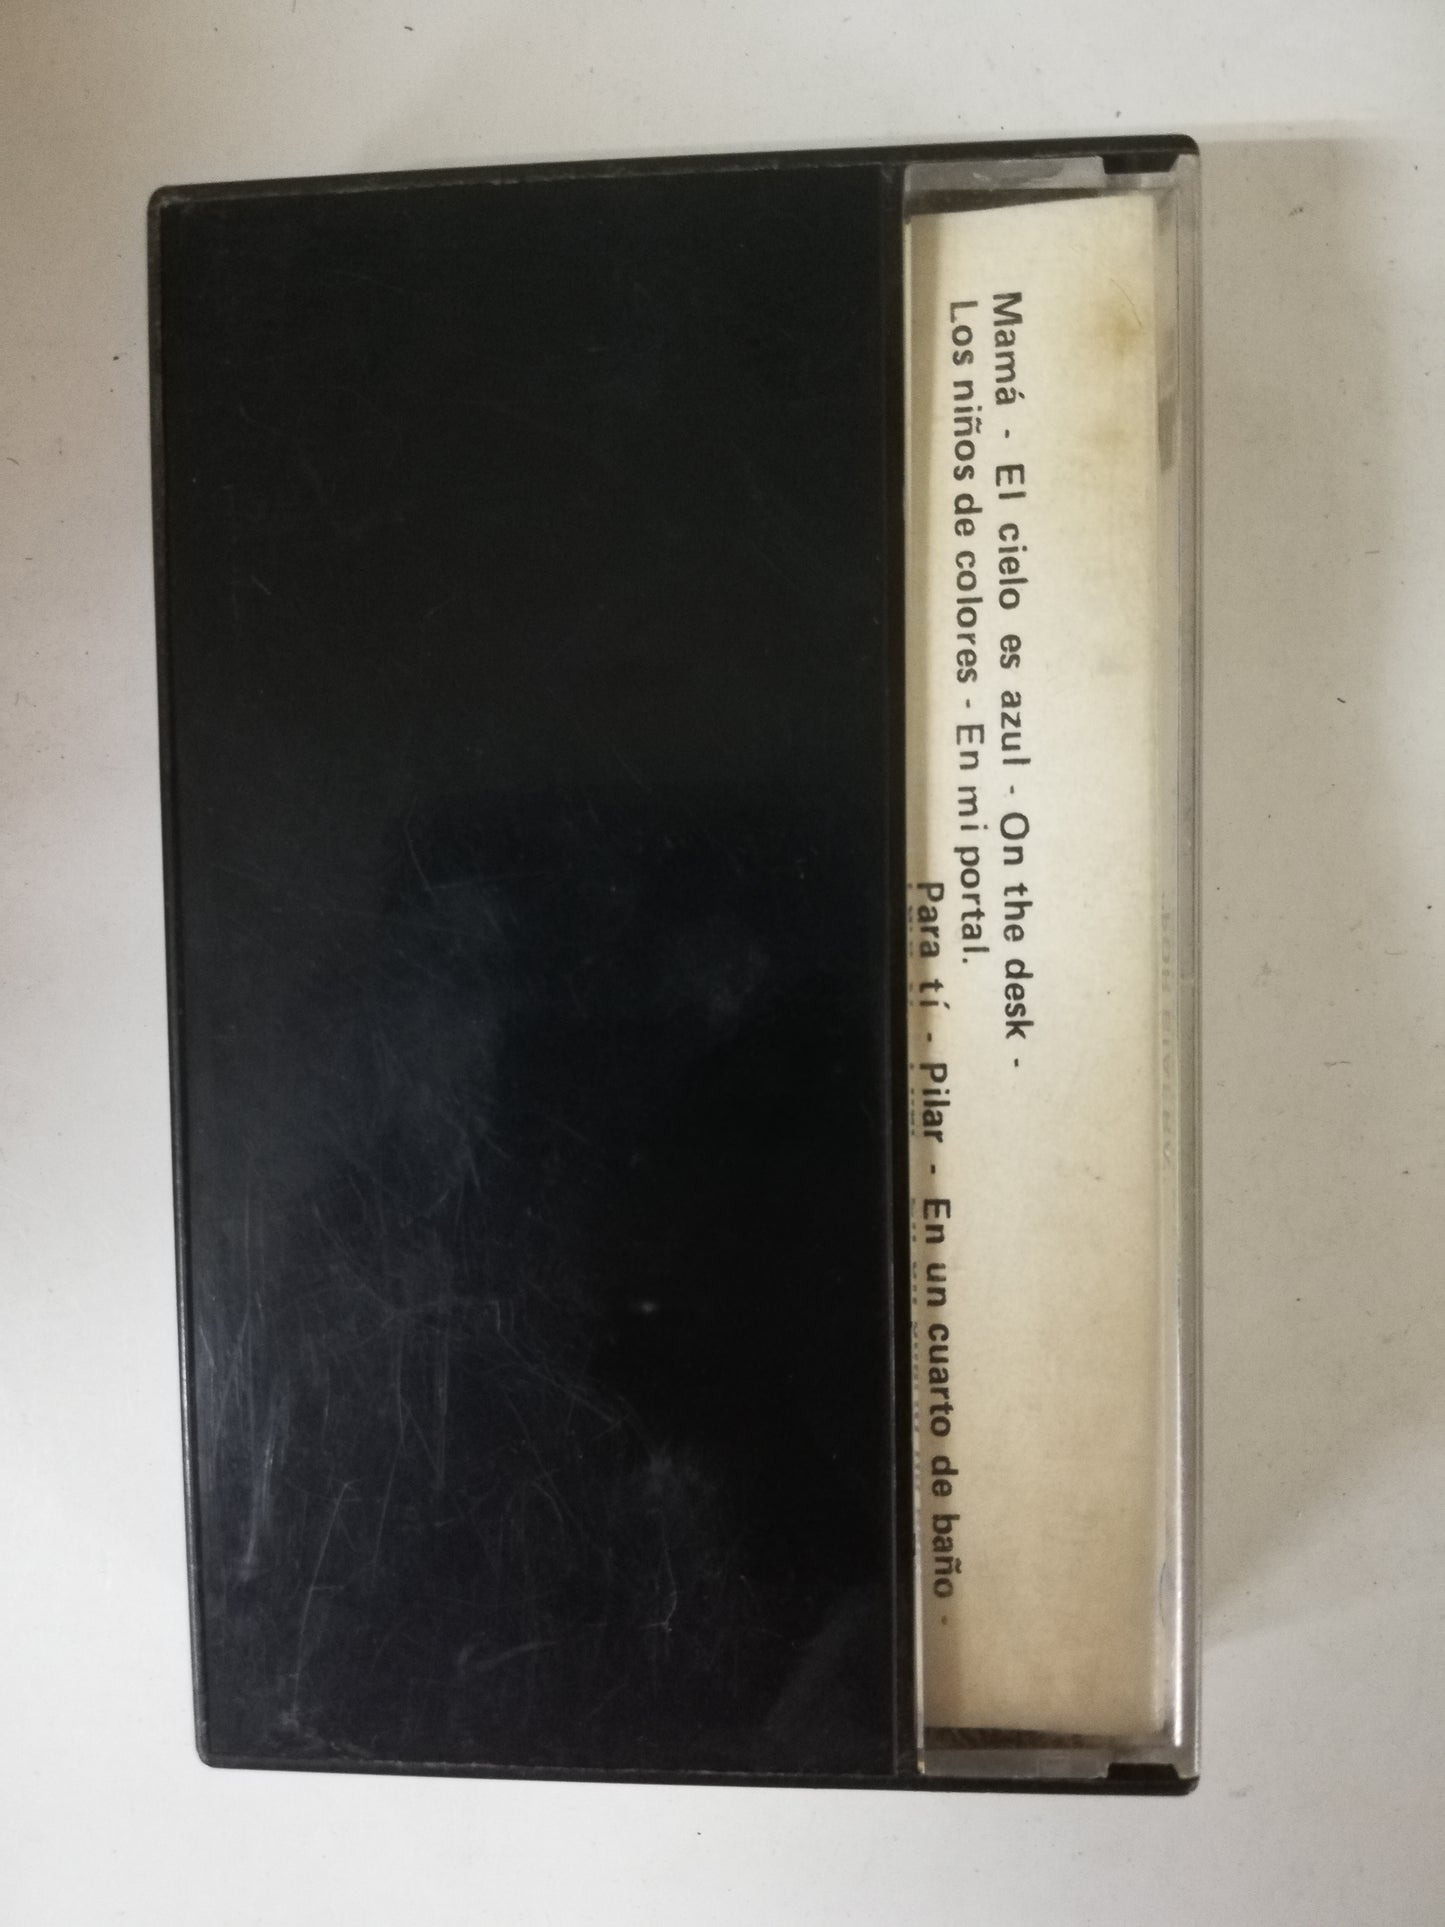 Mamá - El cielo es azul - On the desk -
Los niños de colores - En mi portal.
Para tí - Pilar - En un cuarto de baño -